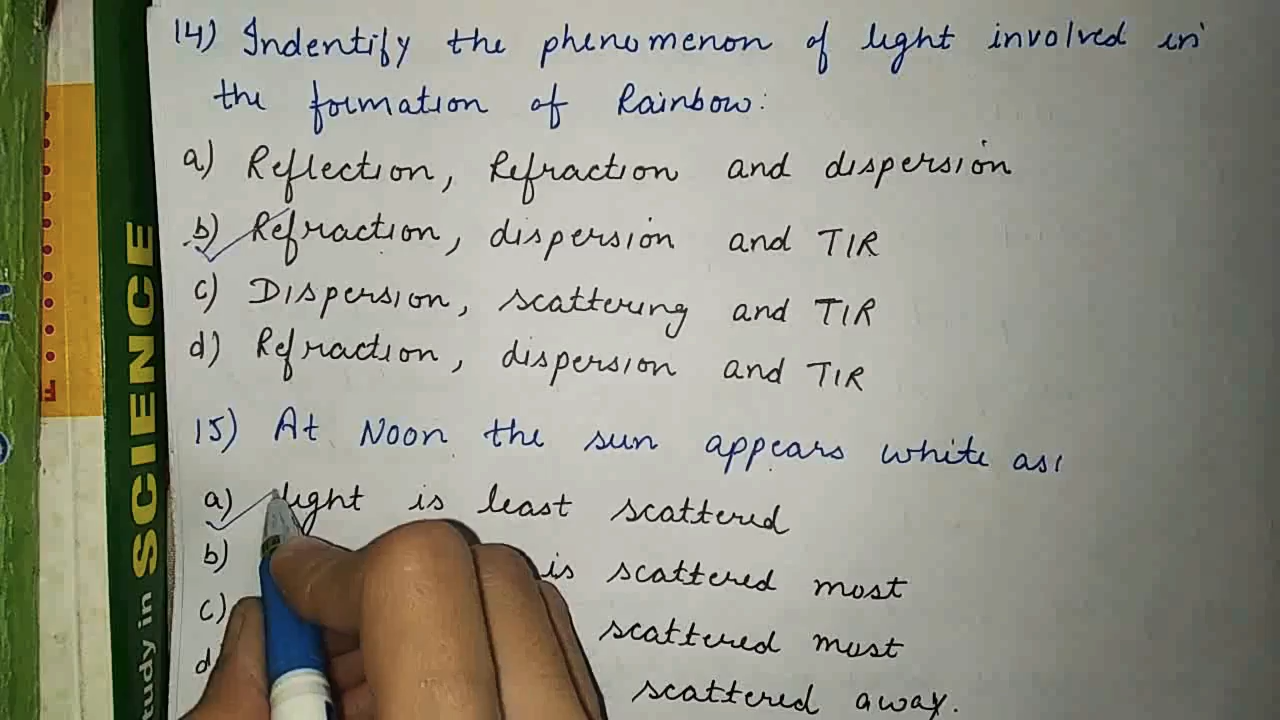 14) Indentify the phenomenon of light involved in
the formation of Rainbow:
a) Reflection, Refraction and dispersion
b) Refraction, dispersion and TIR
c) Dispersion, scattering and TIR
d) Refraction, dispersion and TIR
15) At Noon the sun appears white as:
a) light is least scattered
b) is scattered most
c) scattered most
d scattered away.
study in SCIENCE